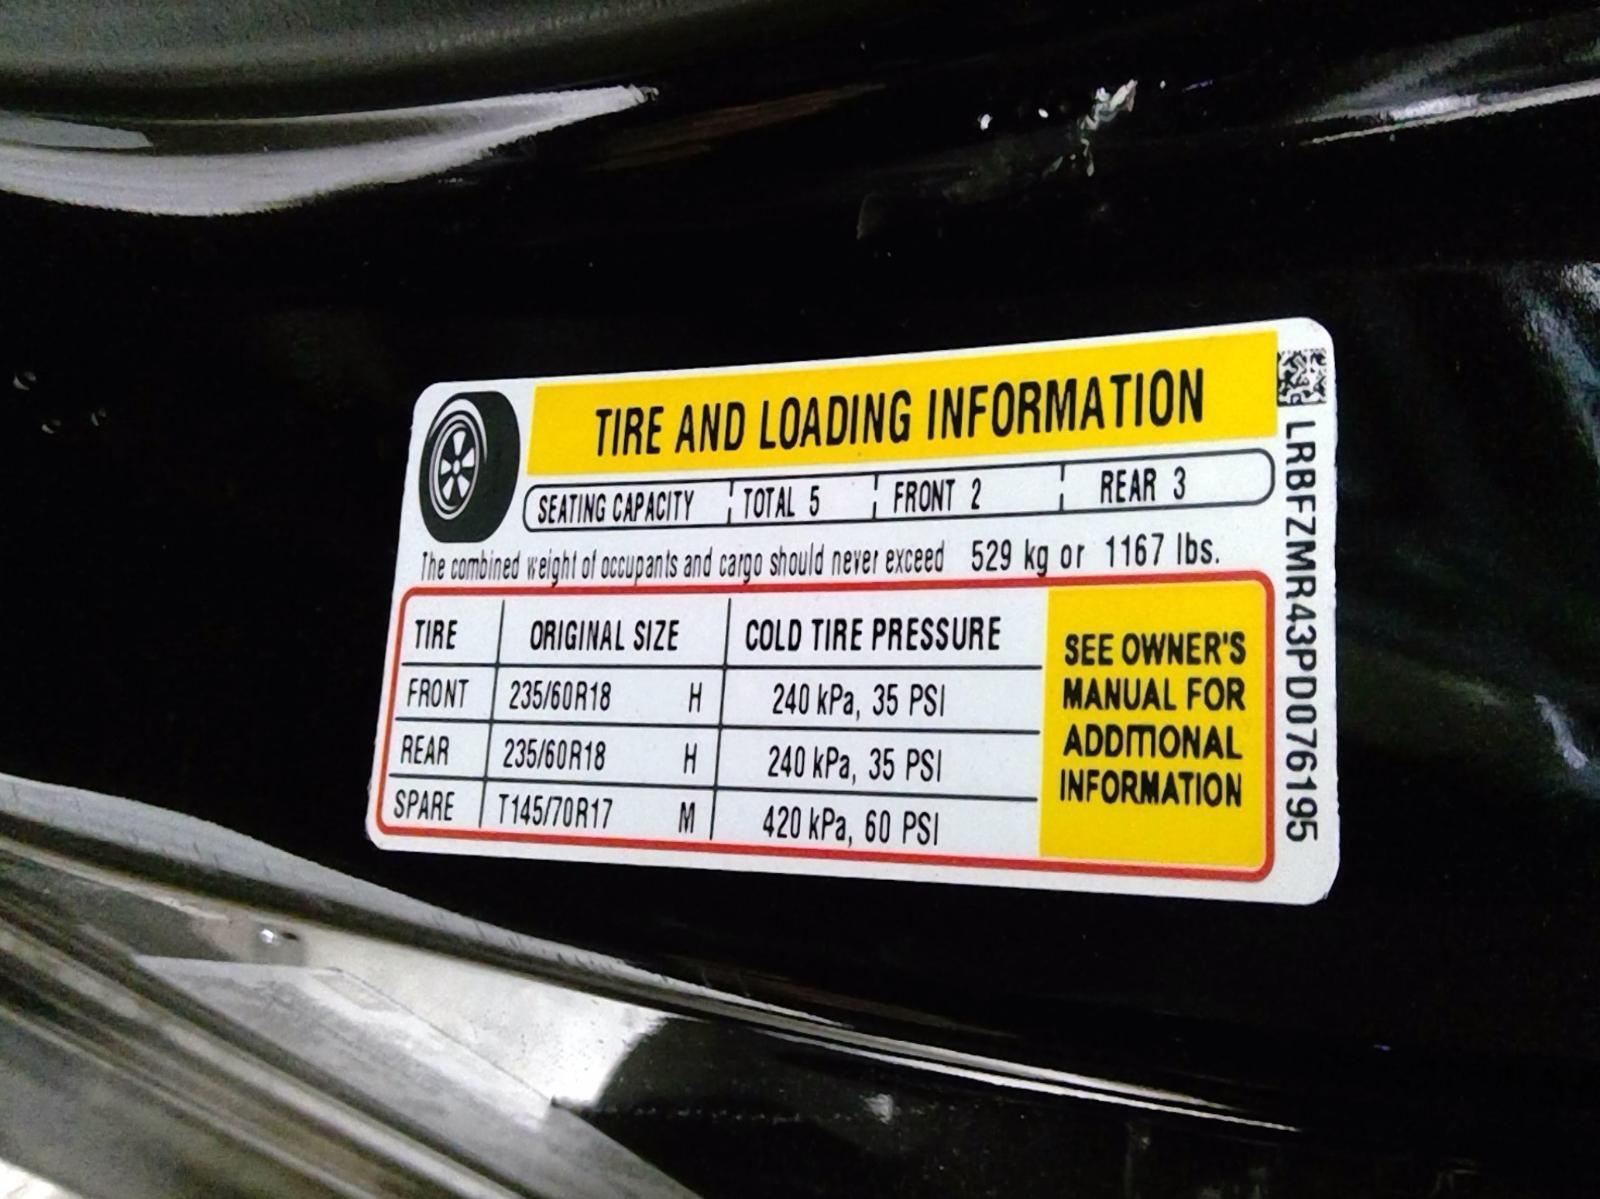 TIRE AND LOADING INFORMATION
SEATING CAPACITY TOTAL 5 FRONT 2 REAR 3
The combined weight of occupants and cargo should never exceed 529 kg or 1167 lbs.
TIRE ORIGINAL SIZE COLD TIRE PRESSURE
FRONT 235/60R18 H 240 kPa, 35 PSI
REAR 235/60R18 H 240 kPa, 35 PSI
SPARE T145/70R17 M 420 kPa, 60 PSI
SEE OWNER'S
MANUAL FOR
ADDITIONAL
INFORMATION
LRBFZMR43PD076195